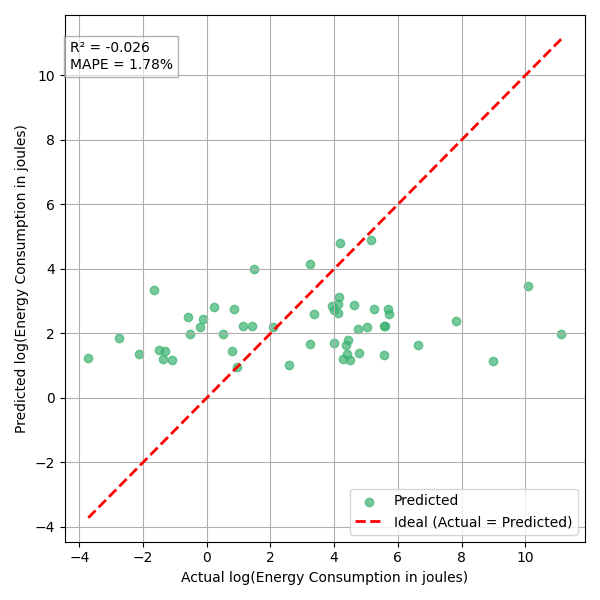 R² = -0.026
MAPE = 1.78%
Predicted log(Energy Consumption in joules)
10
8
6
4
2
0
−2
−4
Predicted
Ideal (Actual = Predicted)
−4 −2 0 2 4 6 8 10
Actual log(Energy Consumption in joules)